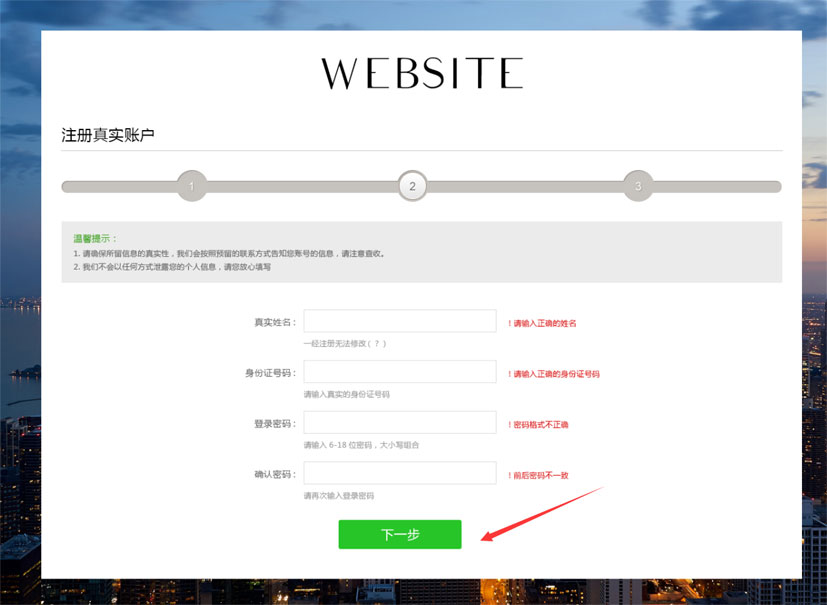 WEBSITE
注册真实账户
1 2 3
温馨提示：
1. 请确保所留信息的真实性，我们会按照预留的联系方式告知您账号的信息，请注意查收。
2. 我们不会以任何方式泄露您的个人信息，请您放心填写
真实姓名： ！请输入正确的姓名
一经注册无法修改（？）
身份证号码： ！请输入正确的身份证号码
请输入真实的身份证号码
登录密码： ！密码格式不正确
请输入 6-18 位密码，大小写组合
确认密码： ！前后密码不一致
请再次输入登录密码
下一步